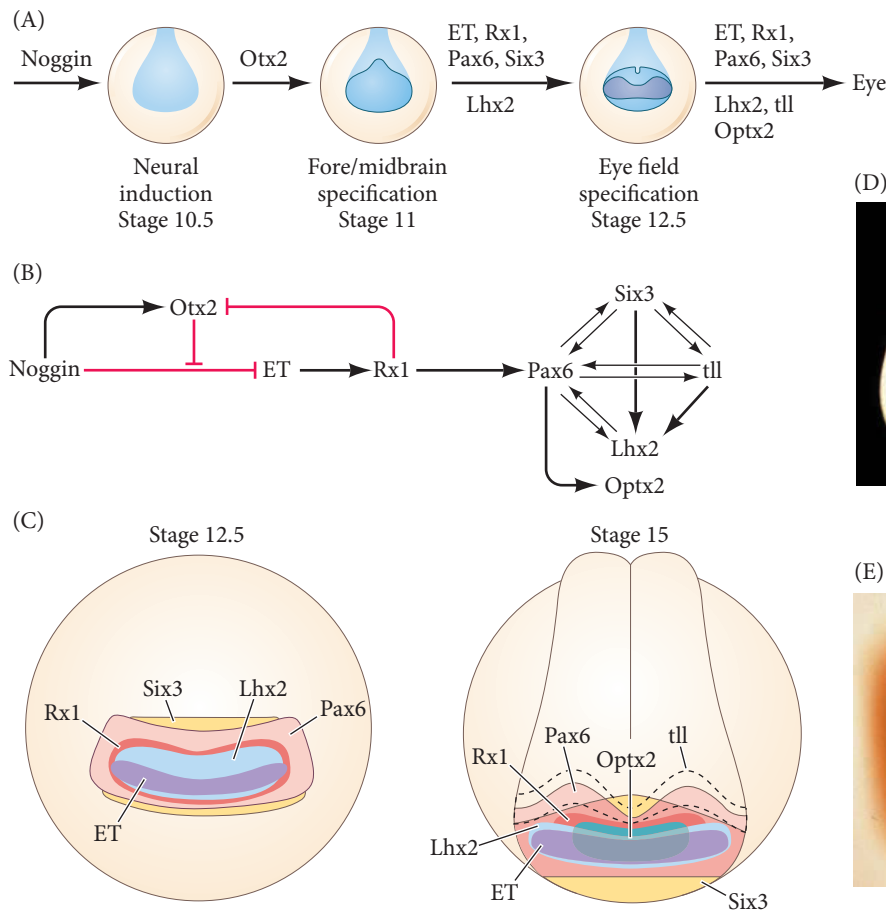 (A)
Noggin
Otx2
ET, Rx1,
Pax6, Six3
Lhx2
ET, Rx1,
Pax6, Six3
Lhx2, tll
Optx2
Eye
Neural
induction
Stage 10.5
Fore/midbrain
specification
Stage 11
Eye field
specification
Stage 12.5
(D)
(B)
Otx2
Noggin
ET
Rx1
Six3
Pax6
tll
Lhx2
Optx2
(C)
Stage 12.5
Six3
Lhx2
Rx1
Pax6
ET
Stage 15
Pax6
tll
Optx2
Rx1
Lhx2
ET
Six3
(E)